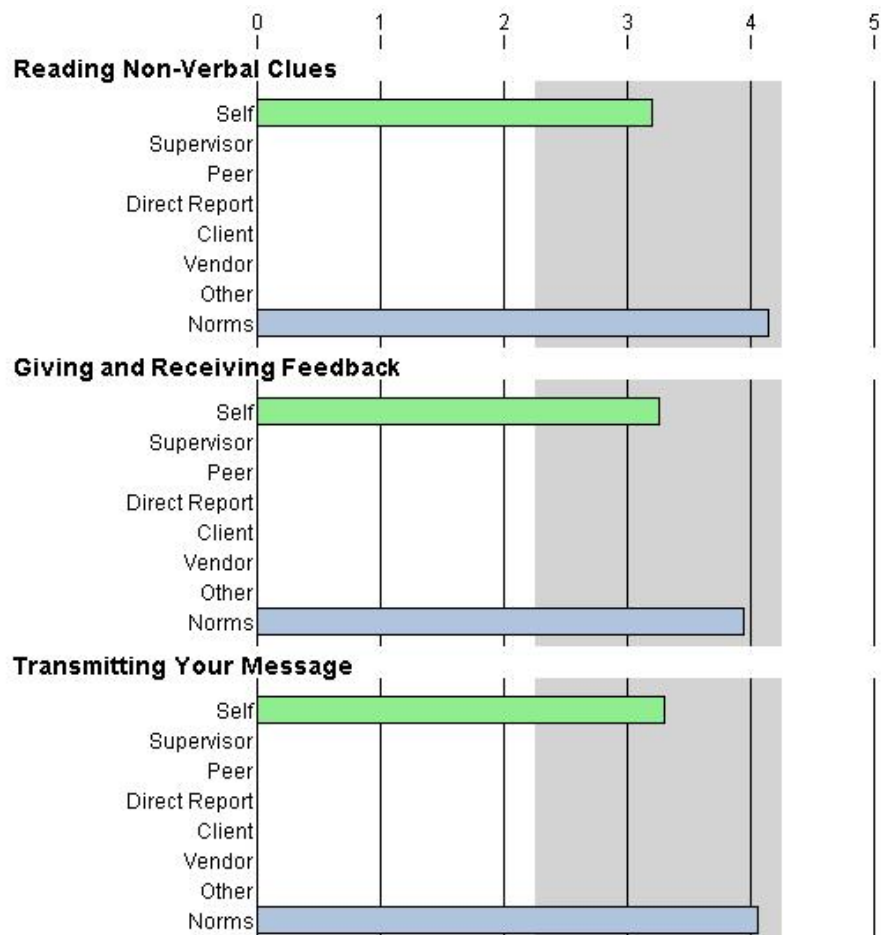 0 1 2 3 4 5
Reading Non-Verbal Clues
Self
Supervisor
Peer
Direct Report
Client
Vendor
Other
Norms
Giving and Receiving Feedback
Self
Supervisor
Peer
Direct Report
Client
Vendor
Other
Norms
Transmitting Your Message
Self
Supervisor
Peer
Direct Report
Client
Vendor
Other
Norms